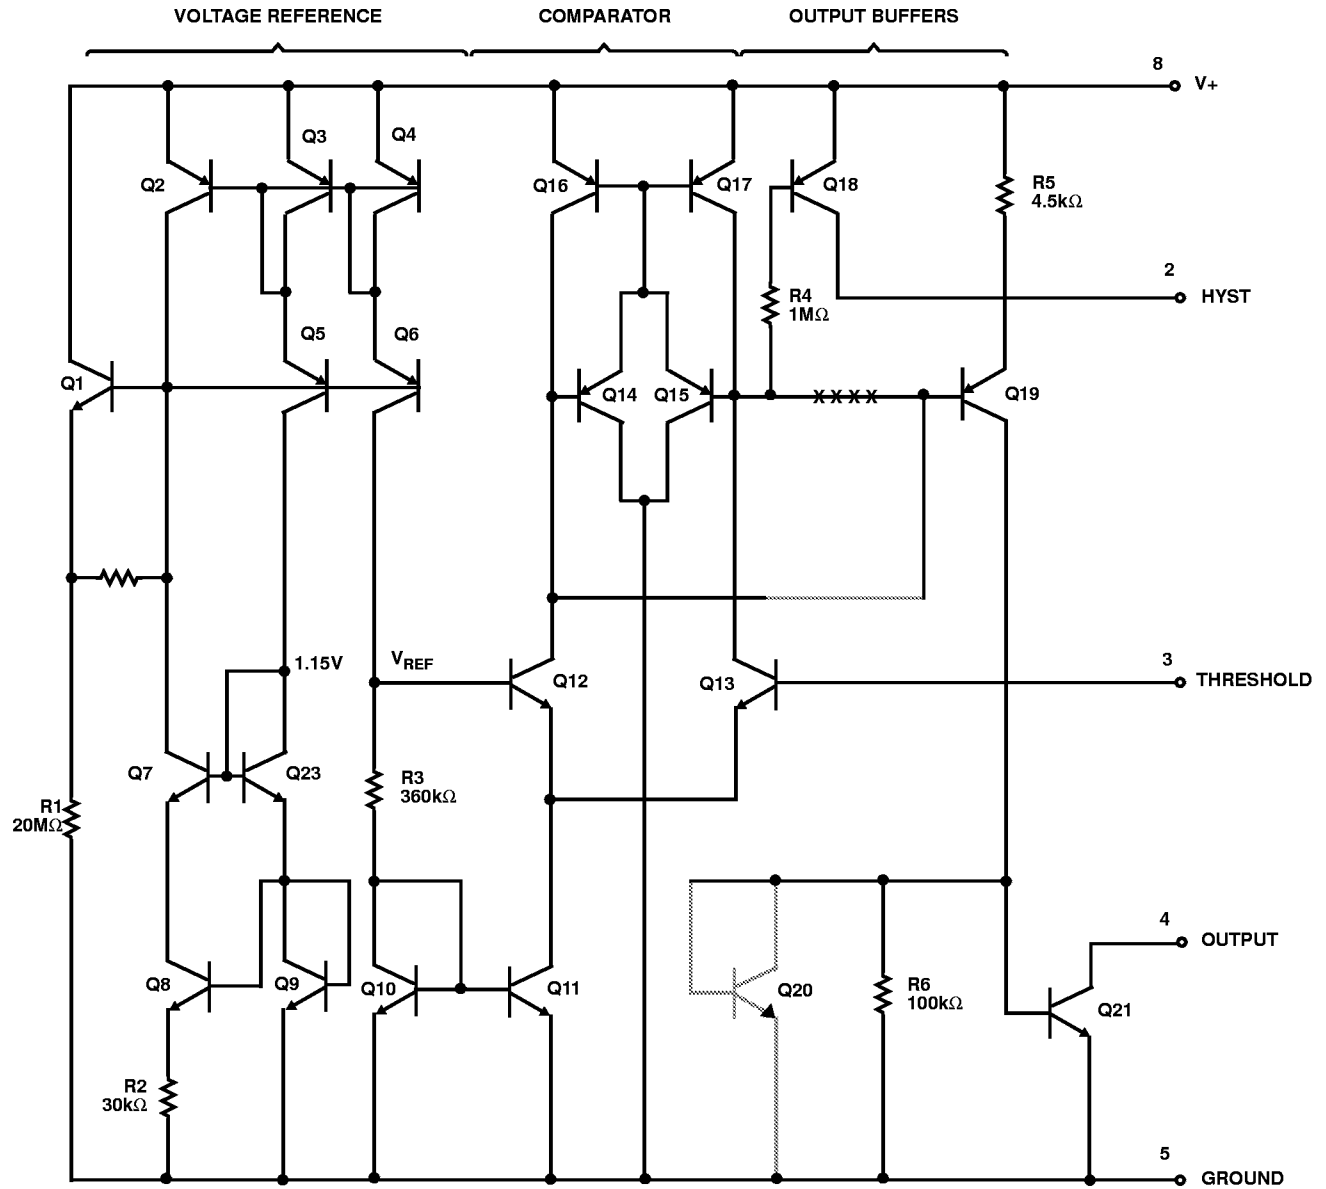 VOLTAGE REFERENCE
COMPARATOR
OUTPUT BUFFERS
8
V+
Q3
Q4
Q2
Q16
Q17
Q18
R5
4.5kΩ
2
HYST
R4
1MΩ
Q5
Q6
Q1
Q14
Q15
X X X X
Q19
1.15V
VREF
Q12
Q13
3
THRESHOLD
Q7
Q23
R3
360kΩ
R1
20MΩ
4
OUTPUT
Q8
Q9
Q10
Q11
Q20
R6
100kΩ
Q21
R2
30kΩ
5
GROUND